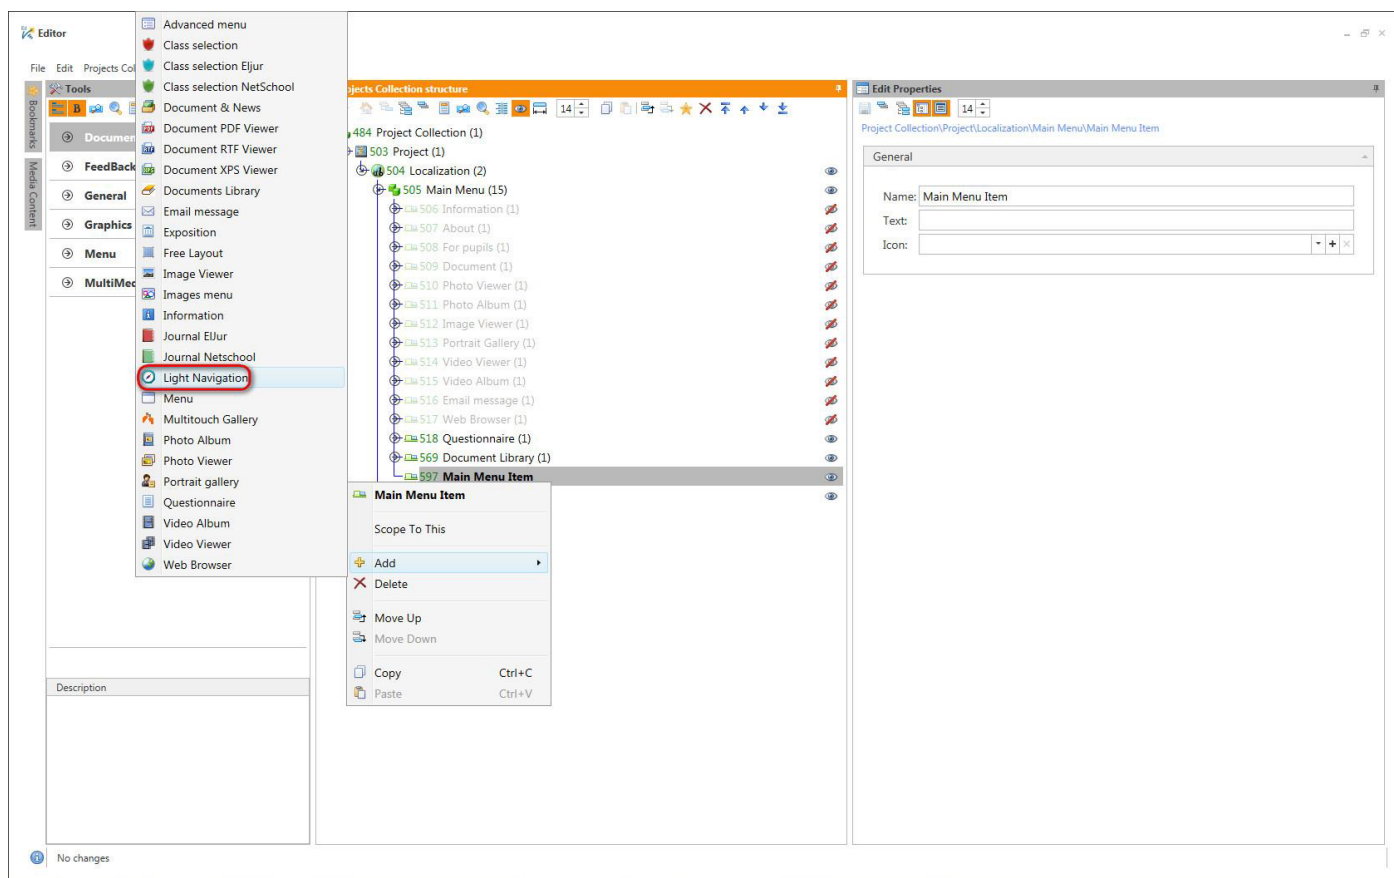 Editor
File Edit Projects Col
Bookmarks
Media Content
Tools
B
Documen
FeedBack
General
Graphics
Menu
MultiMed
Description
No changes
Advanced menu
Class selection
Class selection Eljur
Class selection NetSchool
Document & News
Document PDF Viewer
Document RTF Viewer
Document XPS Viewer
Documents Library
Email message
Exposition
Free Layout
Image Viewer
Images menu
Information
Journal ElJur
Journal Netschool
Light Navigation
Menu
Multitouch Gallery
Photo Album
Photo Viewer
Portrait gallery
Questionnaire
Video Album
Video Viewer
Web Browser
ojects Collection structure
14
484 Project Collection (1)
503 Project (1)
504 Localization (2)
505 Main Menu (15)
506 Information (1)
507 About (1)
508 For pupils (1)
509 Document (1)
510 Photo Viewer (1)
511 Photo Album (1)
512 Image Viewer (1)
513 Portrait Gallery (1)
514 Video Viewer (1)
515 Video Album (1)
516 Email message (1)
517 Web Browser (1)
518 Questionnaire (1)
569 Document Library (1)
597 Main Menu Item
Main Menu Item
Scope To This
Add
Delete
Move Up
Move Down
Copy Ctrl+C
Paste Ctrl+V
Edit Properties
14
Project Collection\Project\Localization\Main Menu\Main Menu Item
General
Name: Main Menu Item
Text:
Icon: